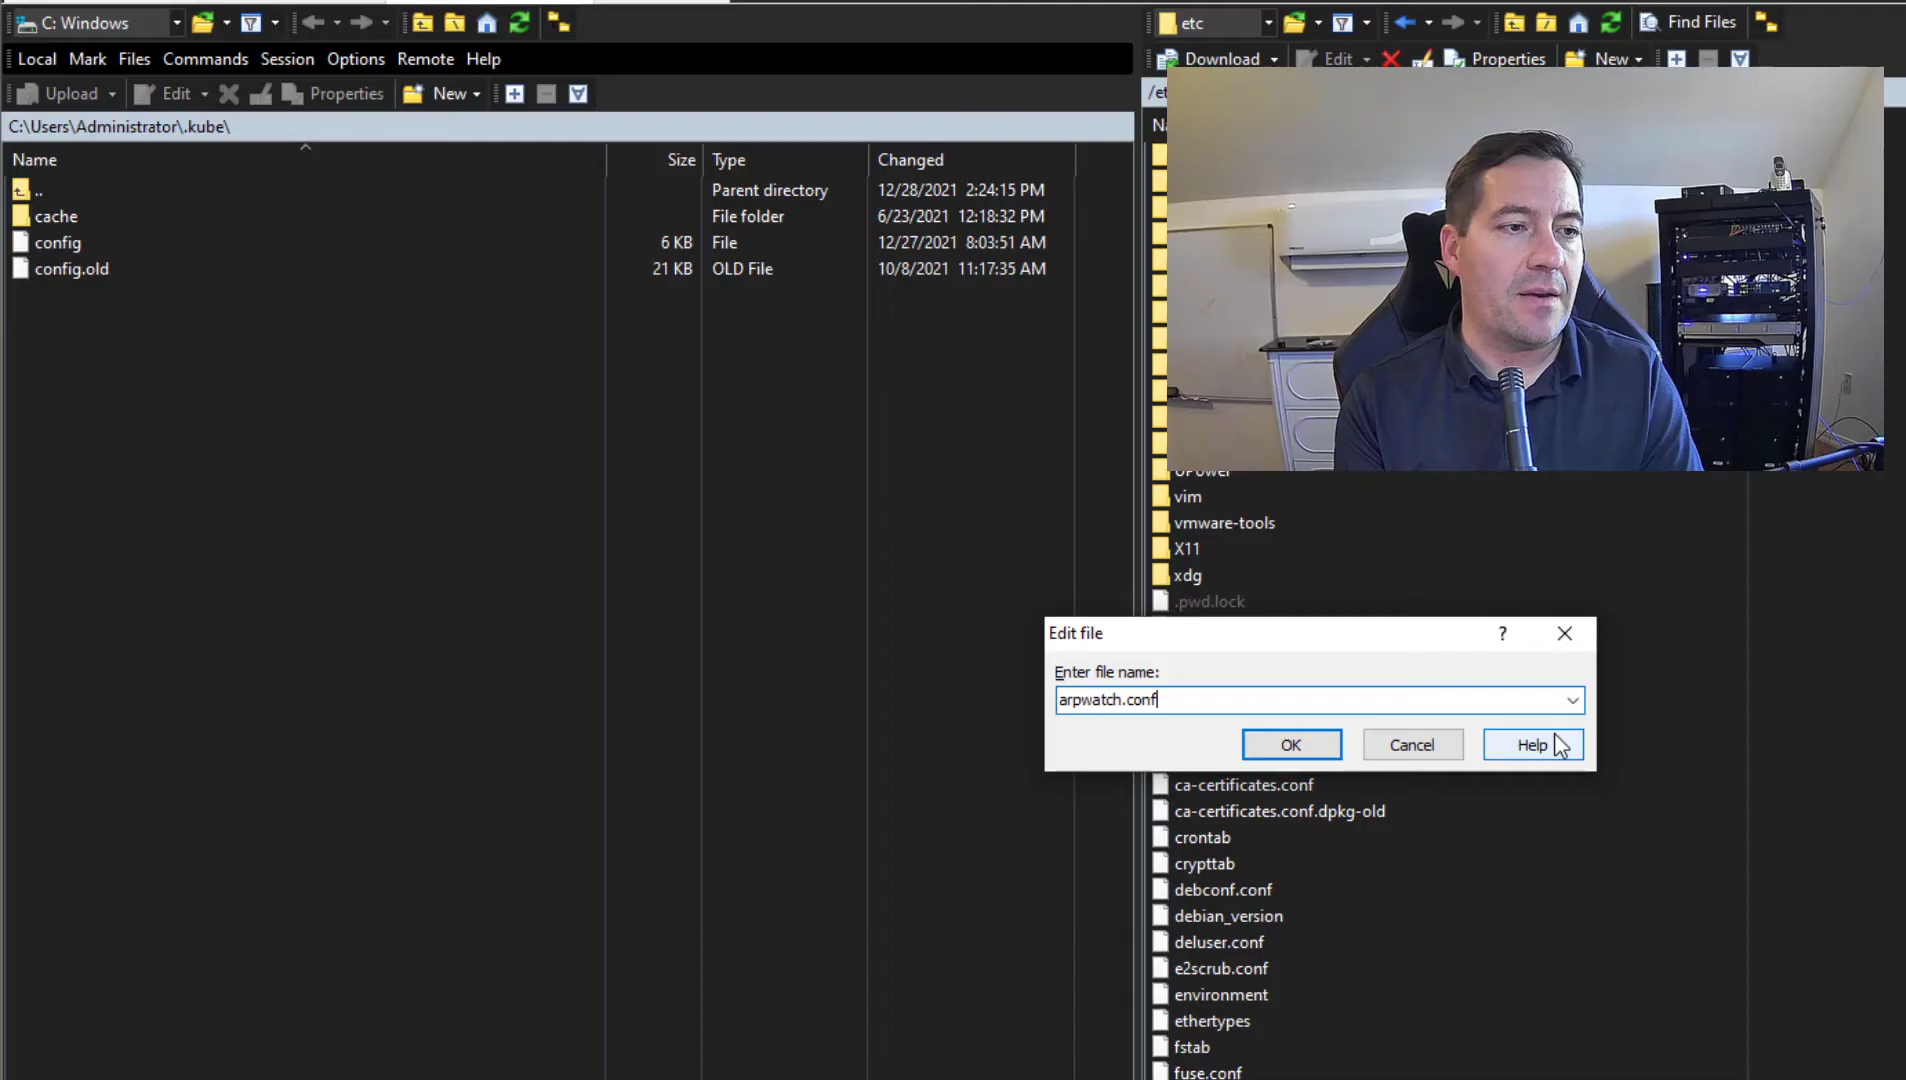 C: Windows
Local Mark Files Commands Session Options Remote Help
Upload Edit Properties New
C:\Users\Administrator\.kube\
Name Size Type Changed
.. Parent directory 12/28/2021 2:24:15 PM
cache File folder 6/23/2021 12:18:32 PM
config 6 KB File 12/27/2021 8:03:51 AM
config.old 21 KB OLD File 10/8/2021 11:17:35 AM
etc Find Files
Download Edit Properties New
vim
vmware-tools
X11
xdg
.pwd.lock
Edit file ?
Enter file name:
arpwatch.conf
OK Cancel Help
ca-certificates.conf
ca-certificates.conf.dpkg-old
crontab
crypttab
debconf.conf
debian_version
deluser.conf
e2scrub.conf
environment
ethertypes
fstab
fuse.conf